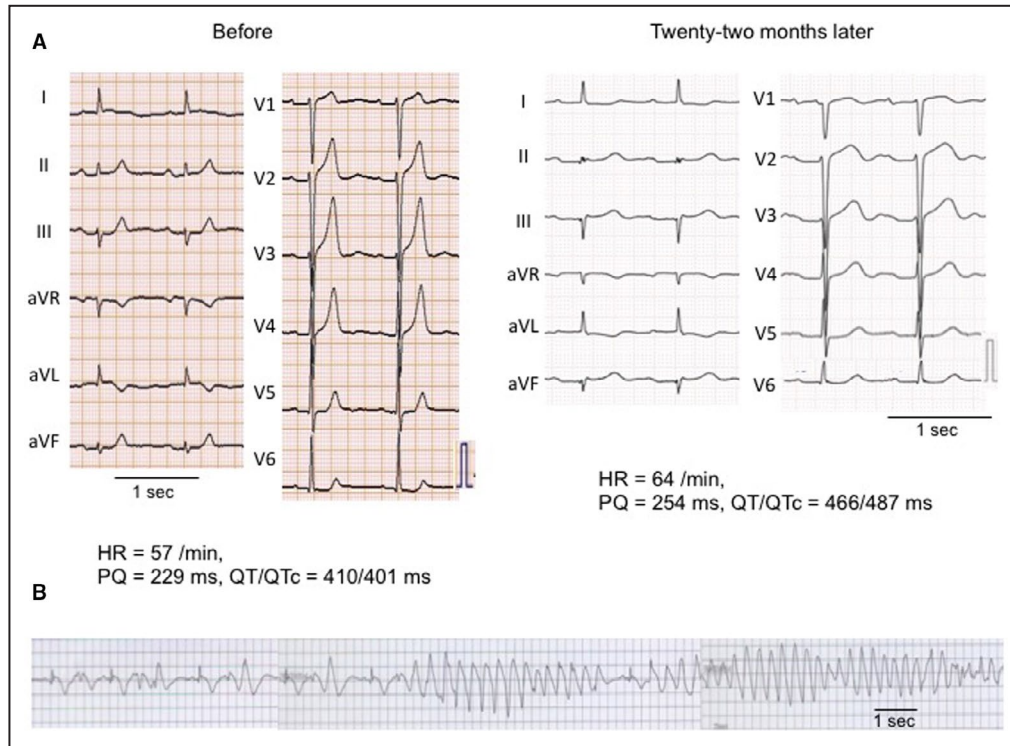 A
Before
Twenty-two months later
I
II
III
aVR
aVL
aVF
V1
V2
V3
V4
V5
V6
1 sec
HR = 57 /min,
PQ = 229 ms, QT/QTc = 410/401 ms
I
II
III
aVR
aVL
aVF
V1
V2
V3
V4
V5
V6
1 sec
HR = 64 /min,
PQ = 254 ms, QT/QTc = 466/487 ms
B
1 sec